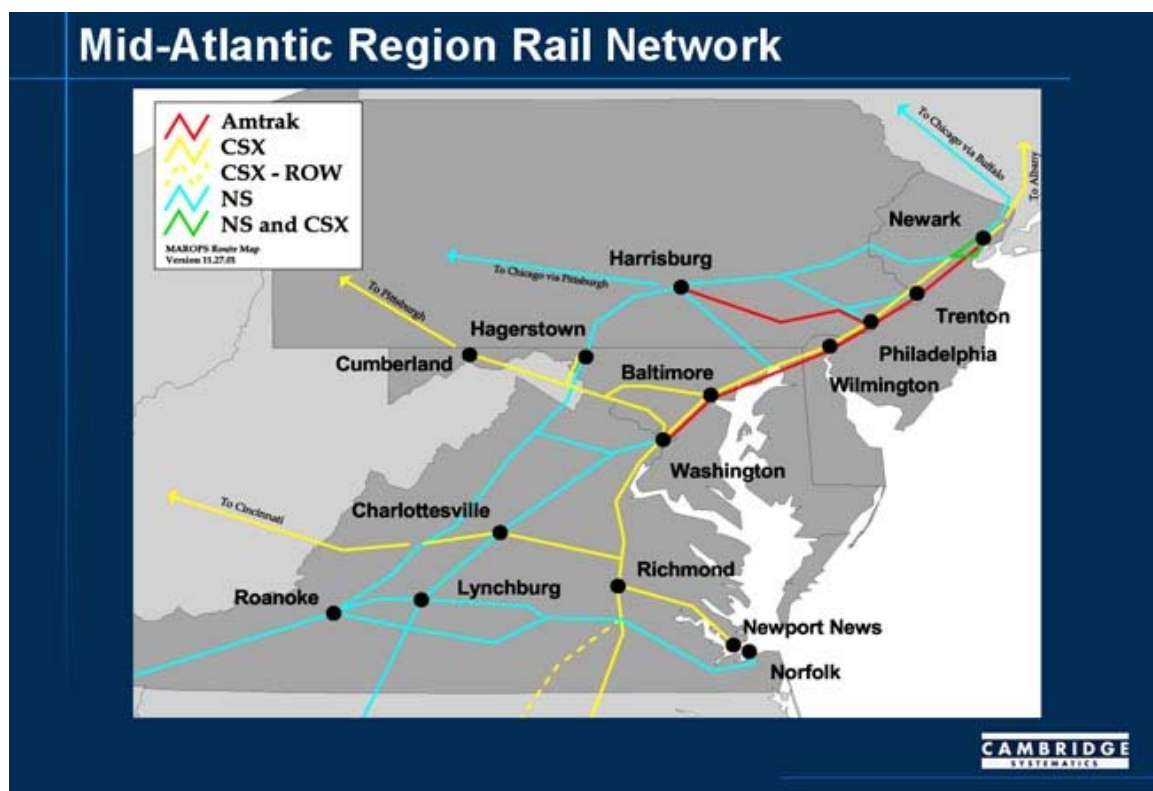 Mid-Atlantic Region Rail Network
Amtrak
CSX
CSX - ROW
NS
NS and CSX
MAROPS Route Map
Version 11.27.01
To Chicago via Buffalo
To Albany
Newark
Harrisburg
To Chicago via Pittsburgh
To Pittsburgh
Trenton
Hagerstown
Philadelphia
Cumberland
Baltimore
Wilmington
Washington
To Cincinnati
Charlottesville
Richmond
Roanoke
Lynchburg
Newport News
Norfolk
CAMBRIDGE
SYSTEMATICS